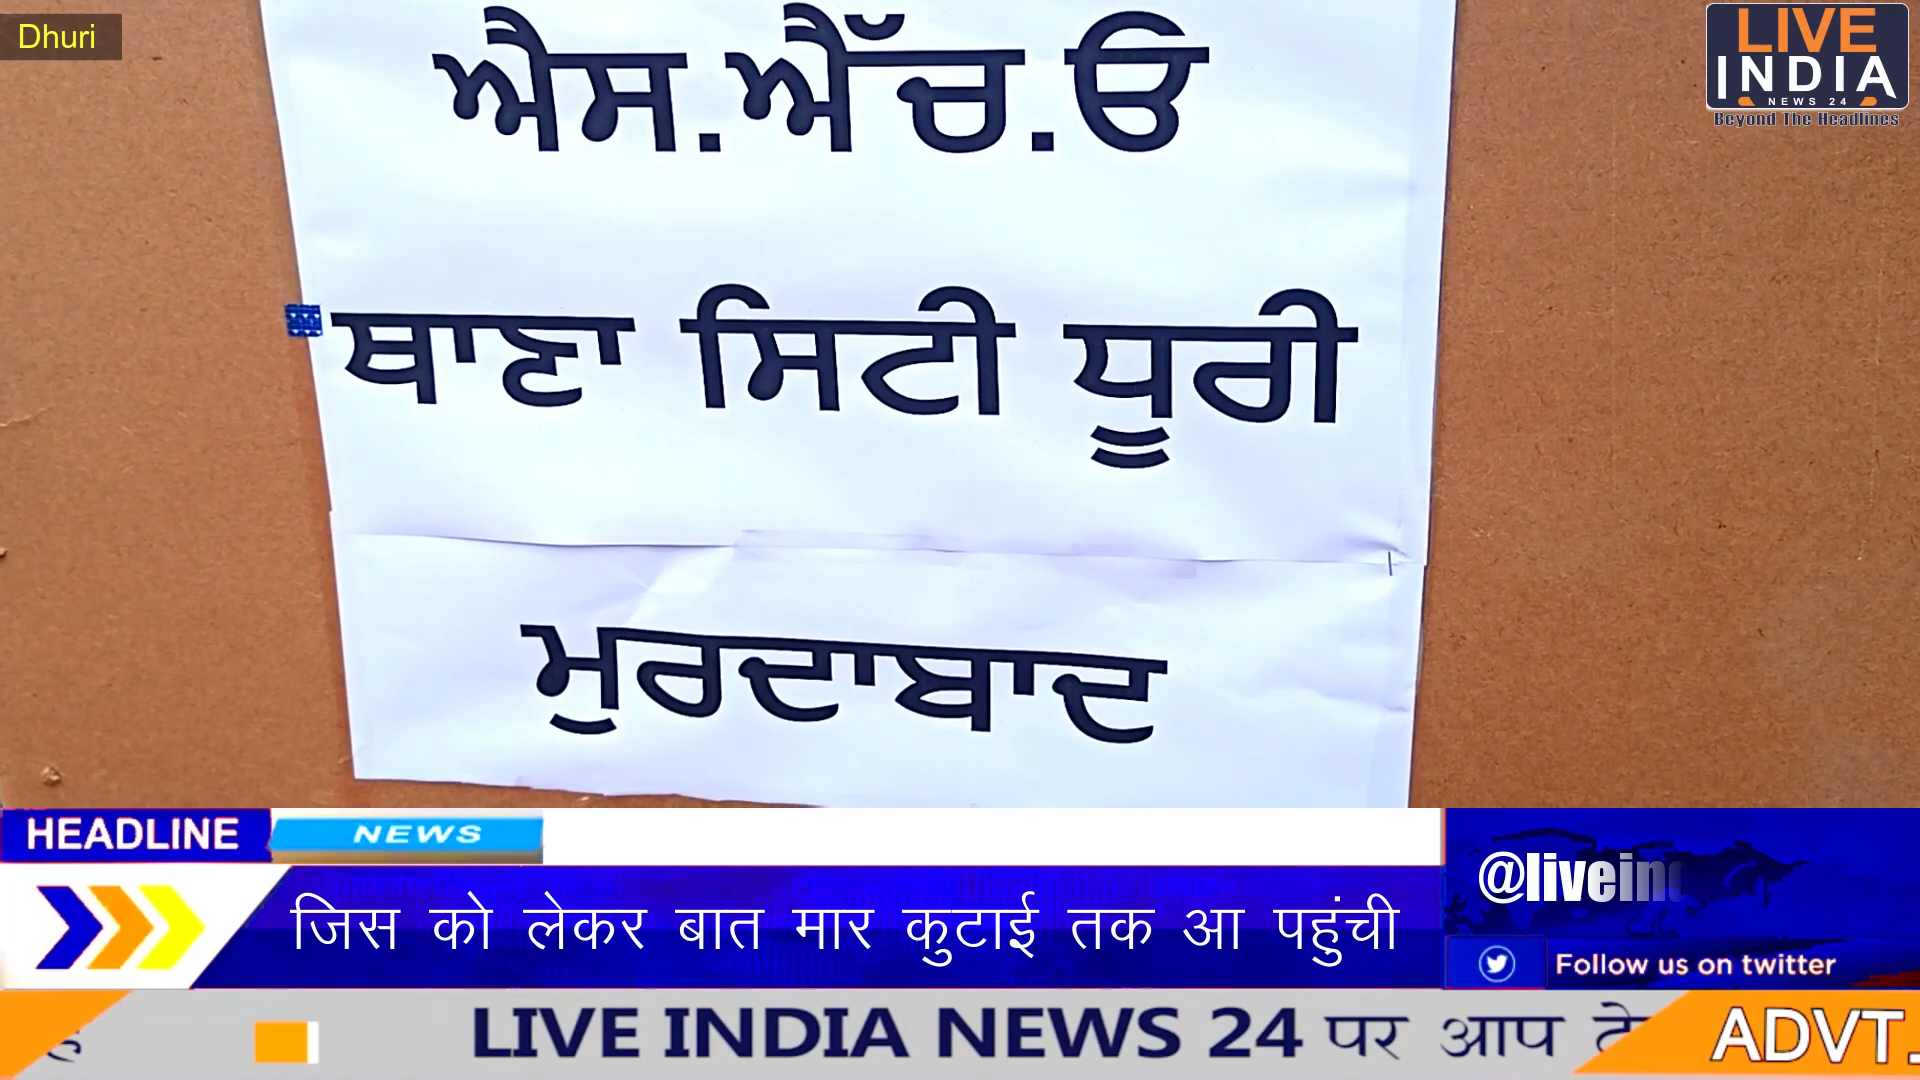 Dhuri
LIVE
INDIA
NEWS 24
Beyond The Headlines
ਐਸ.ਐੱਚ.ਓ
ਥਾਣਾ ਸਿਟੀ ਧੂਰੀ
ਮੁਰਦਾਬਾਦ
HEADLINE NEWS
जिस को लेकर बात मार कुटाई तक आ पहुंची
@livein
Follow us on twitter
LIVE INDIA NEWS 24 पर आप
ADVT.